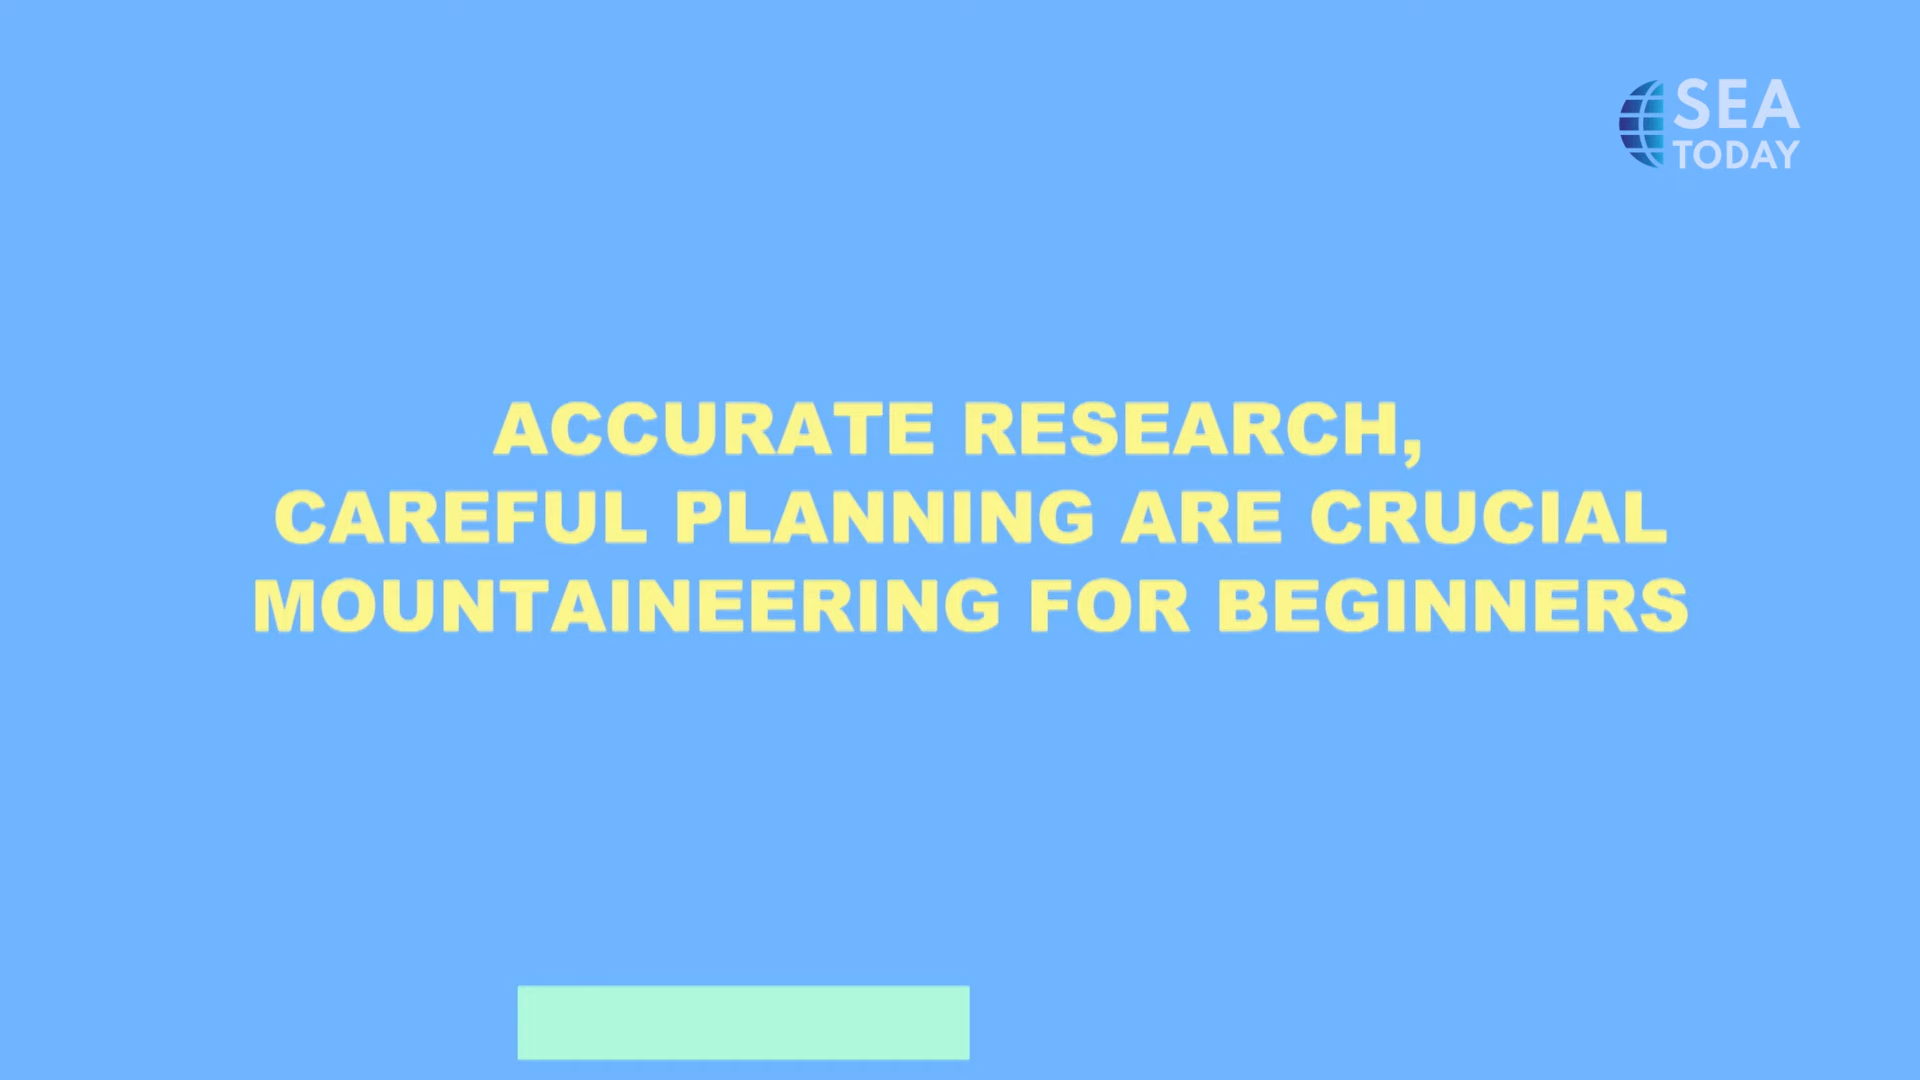 SEA
TODAY
ACCURATE RESEARCH,
CAREFUL PLANNING ARE CRUCIAL
MOUNTAINEERING FOR BEGINNERS